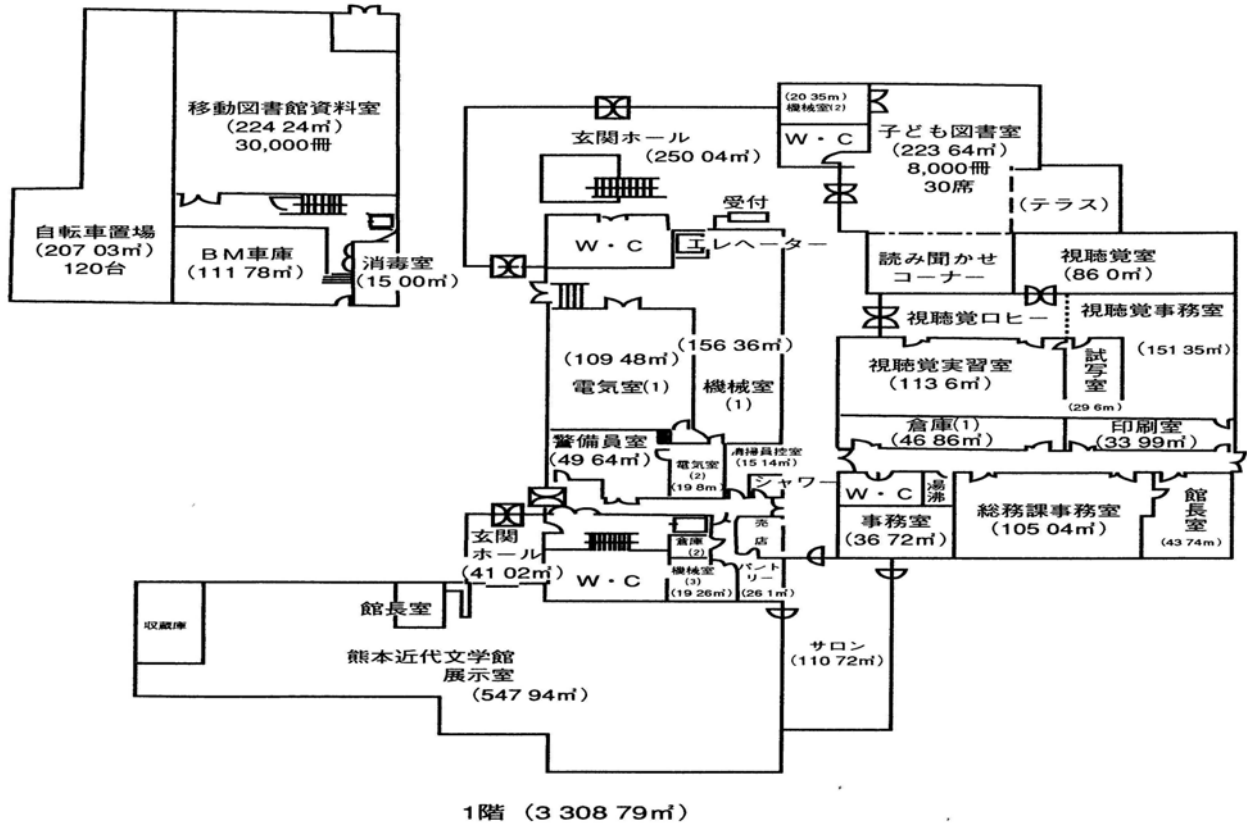 移動図書館資料室
(224 24㎡)
30,000冊
自転車置場
(207 03㎡)
120台
BM車庫
(111 78㎡)
消毒室
(15 00㎡)
玄関ホール
(250 04㎡)
(20 35m)
機械室(2)
W・C
子ども図書室
(223 64㎡)
8,000冊
30席
(テラス)
受付
W・C
エレヘーター
読み聞かせ
コーナー
視聴覚室
(86 0㎡)
視聴覚ロヒー
視聴覚事務室
(151 35㎡)
(109 48㎡)
電気室(1)
(156 36㎡)
機械室
(1)
視聴覚実習室
(113 6㎡)
試写室
(29 6m)
倉庫(1)
(46 86㎡)
印刷室
(33 99㎡)
警備員室
(49 64㎡)
電気室
(2)
(19 8m)
清掃員控室
(15 14㎡)
シャワー
W・C
湯沸
総務課事務室
(105 04㎡)
館長室
(43 74m)
事務室
(36 72㎡)
玄関
ホール
(41 02㎡)
W・C
倉庫
(2)
機械室
(3)
(19 26㎡)
売店
パントリー
(26 1㎡)
館長室
収蔵庫
熊本近代文学館
展示室
(547 94㎡)
サロン
(110 72㎡)
1階 (3 308 79㎡)